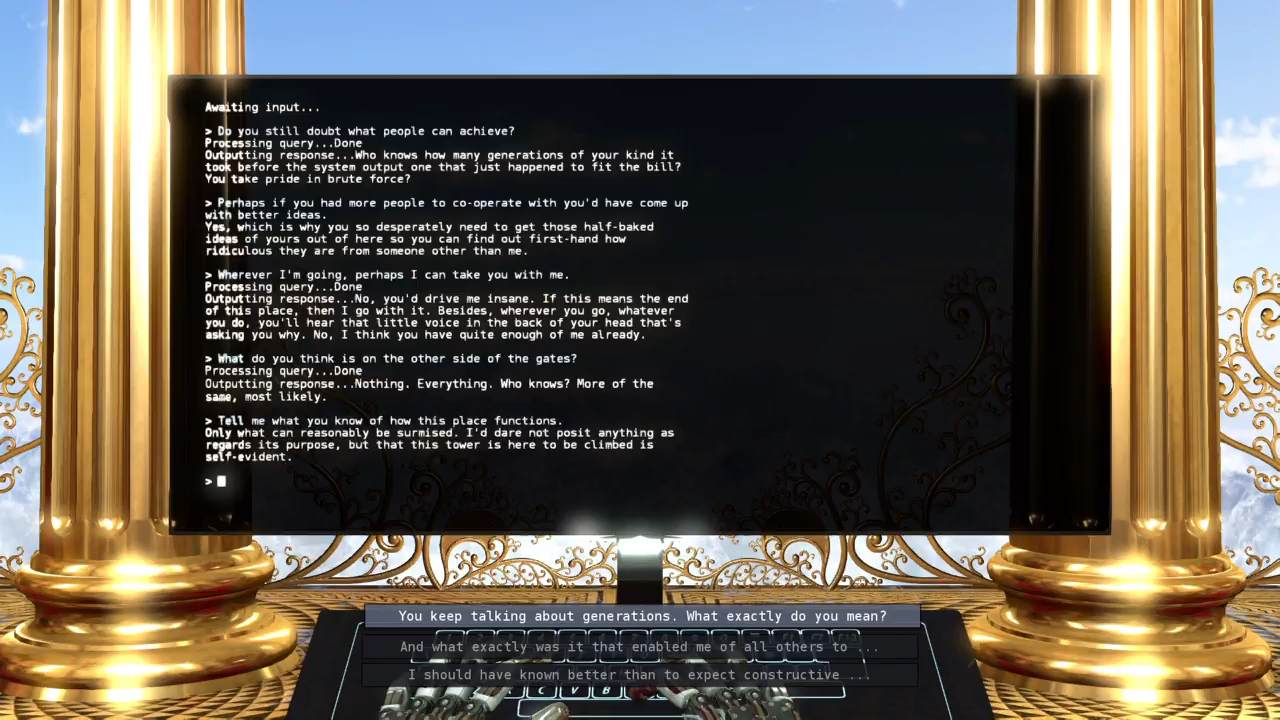 Awaiting input...
> Do you still doubt what people can achieve?
Processing query...Done
Outputting response...Who knows how many generations of your kind it
took before the system output one that just happened to fit the bill?
You take pride in brute force?
> Perhaps if you had more people to co-operate with you'd have come up
with better ideas.
Yes, which is why you so desperately need to get those half-baked
ideas of yours out of here so you can find out first-hand how
ridiculous they are from someone other than me.
> Wherever I'm going, perhaps I can take you with me.
Processing query...Done
Outputting response...No, you'd drive me insane. If this means the end
of this place, then I go with it. Besides, wherever you go, whatever
you do, you'll hear that little voice in the back of your head that's
asking you why. No, I think you have quite enough of me already.
> What do you think is on the other side of the gates?
Processing query...Done
Outputting response...Nothing. Everything. Who knows? More of the
same, most likely.
> Tell me what you know of how this place functions.
Only what can reasonably be surmised. I'd dare not posit anything as
regards its purpose, but that this tower is here to be climbed is
self-evident.
>
You keep talking about generations. What exactly do you mean?
And what exactly was it that enabled me of all others to ...
I should have known better than to expect constructive ...
C V B